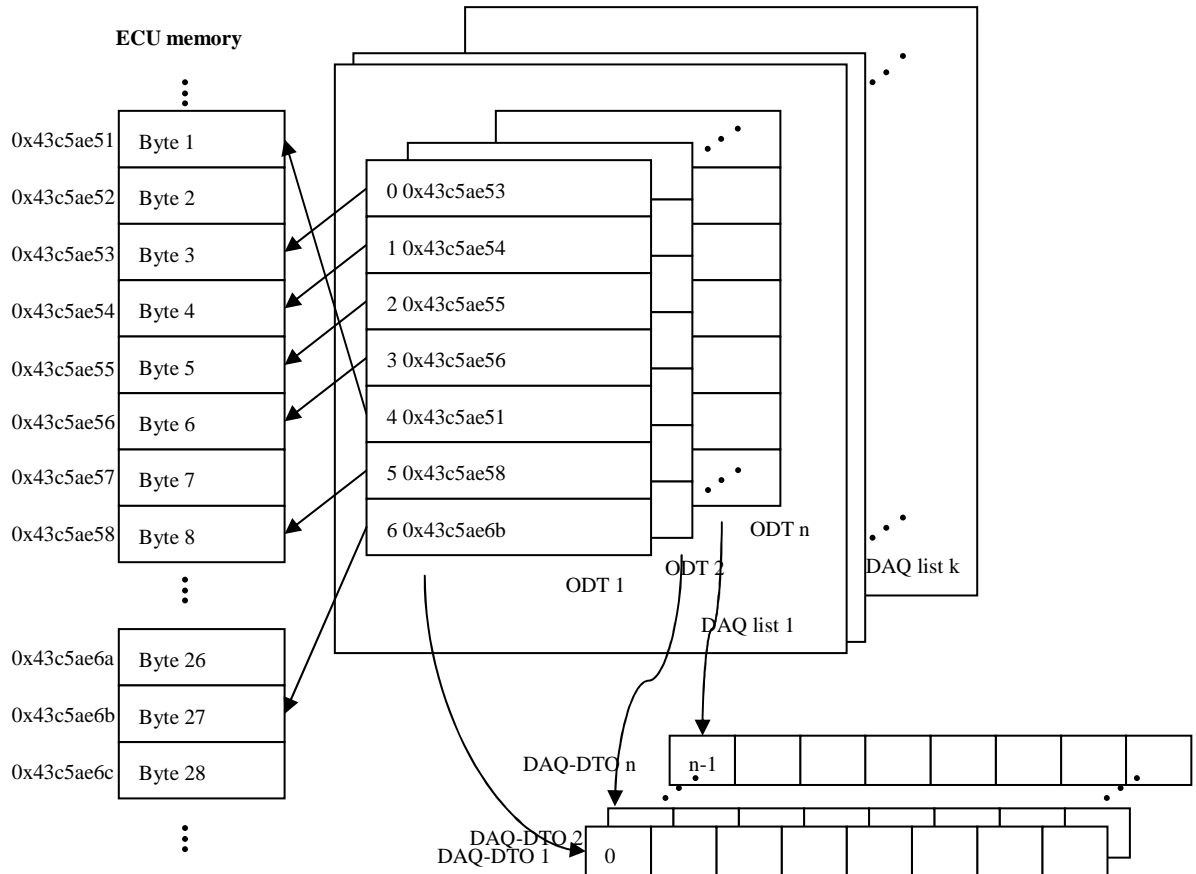 ECU memory
0x43c5ae51
Byte 1
0x43c5ae52
Byte 2
0x43c5ae53
Byte 3
0x43c5ae54
Byte 4
0x43c5ae55
Byte 5
0x43c5ae56
Byte 6
0x43c5ae57
Byte 7
0x43c5ae58
Byte 8
0x43c5ae6a
Byte 26
0x43c5ae6b
Byte 27
0x43c5ae6c
Byte 28
0 0x43c5ae53
1 0x43c5ae54
2 0x43c5ae55
3 0x43c5ae56
4 0x43c5ae51
5 0x43c5ae58
6 0x43c5ae6b
ODT 1
ODT 2
ODT n
DAQ list 1
DAQ list k
DAQ-DTO n
n-1
DAQ-DTO 2
DAQ-DTO 1
0